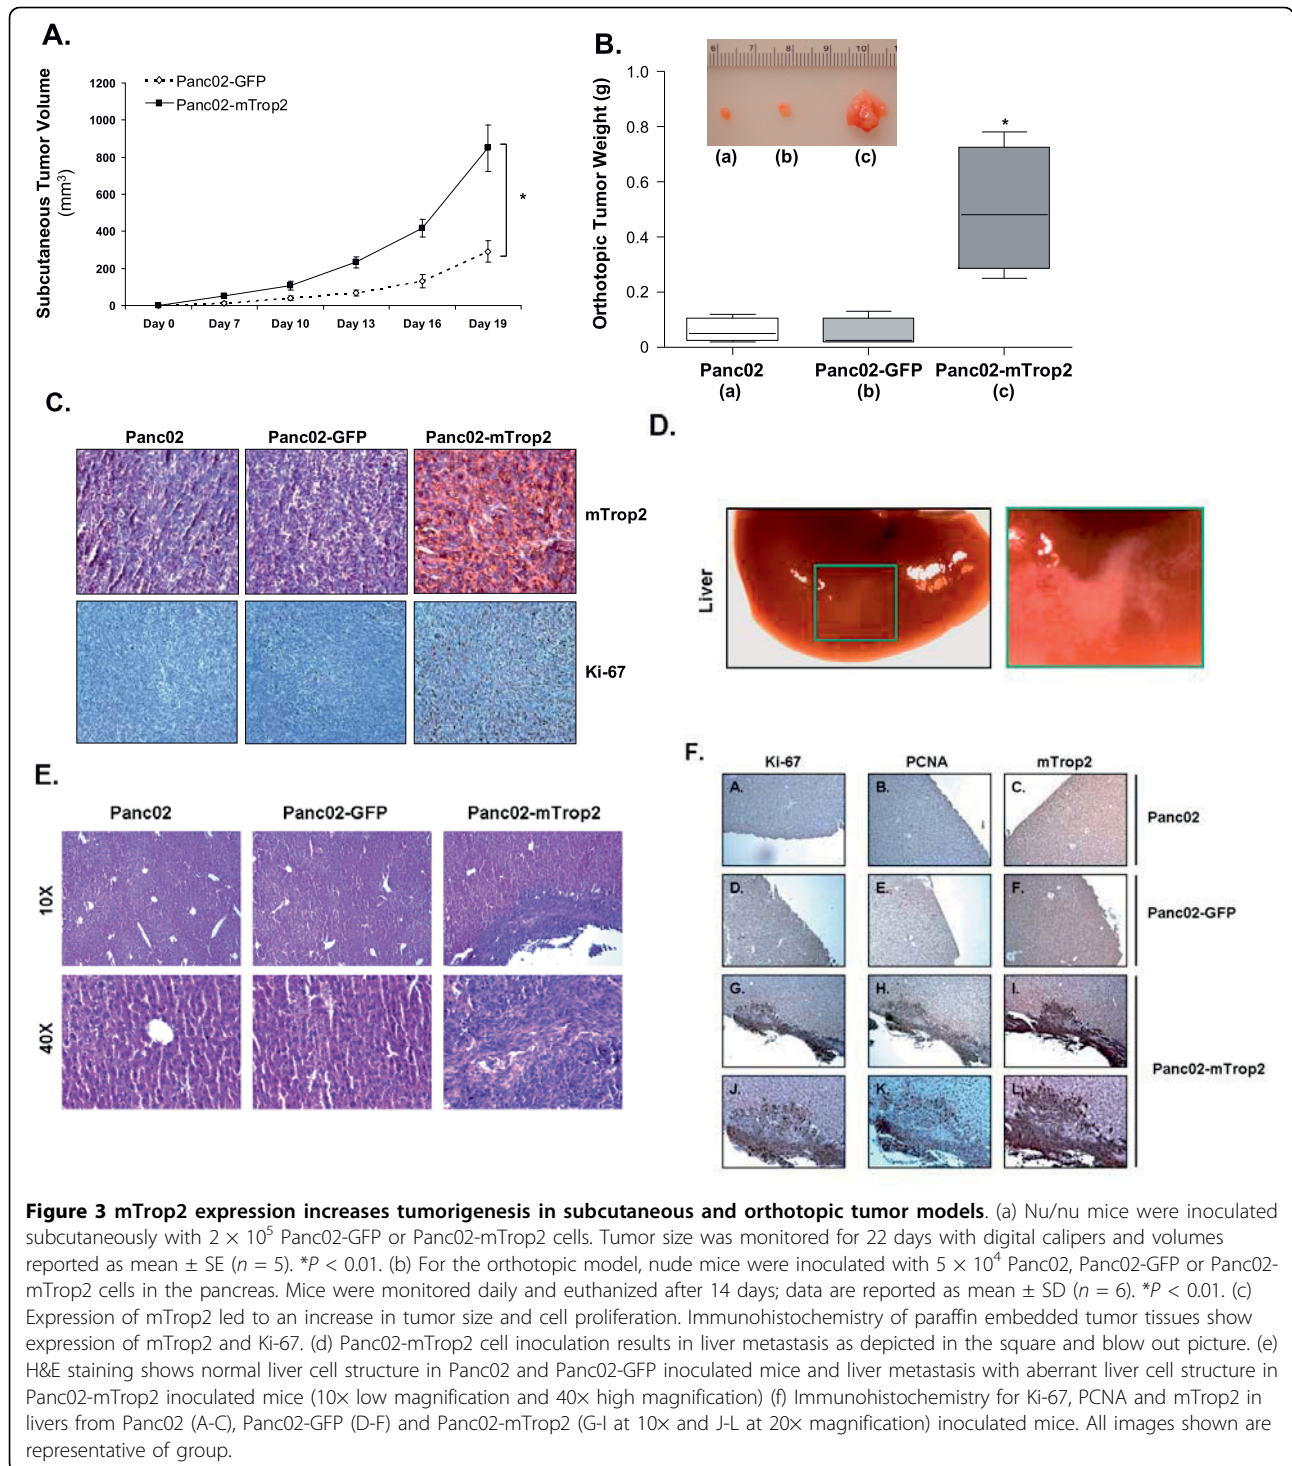 A.
Panc02-GFP
Panc02-mTrop2
Subcutaneous Tumor Volume
(mm³)
1200
1000
800
600
400
200
0
*
Day 0 Day 7 Day 10 Day 13 Day 16 Day 19
B.
Orthotopic Tumor Weight (g)
1.0
0.8
0.6
0.4
0.2
0
6 7 8 9 10 1
(a) (b) (c)
*
Panc02 Panc02-GFP Panc02-mTrop2
(a) (b) (c)
C.
Panc02 Panc02-GFP Panc02-mTrop2
mTrop2
Ki-67
D.
Liver
E.
Panc02 Panc02-GFP Panc02-mTrop2
10X
40X
F.
Ki-67 PCNA mTrop2
A. B. C.
Panc02
D. E. F.
Panc02-GFP
G. H. I.
Panc02-mTrop2
J. K. L.
Figure 3 mTrop2 expression increases tumorigenesis in subcutaneous and orthotopic tumor models. (a) Nu/nu mice were inoculated
subcutaneously with 2 × 10⁵ Panc02-GFP or Panc02-mTrop2 cells. Tumor size was monitored for 22 days with digital calipers and volumes
reported as mean ± SE (n = 5). *P < 0.01. (b) For the orthotopic model, nude mice were inoculated with 5 × 10⁴ Panc02, Panc02-GFP or Panc02-
mTrop2 cells in the pancreas. Mice were monitored daily and euthanized after 14 days; data are reported as mean ± SD (n = 6). *P < 0.01. (c)
Expression of mTrop2 led to an increase in tumor size and cell proliferation. Immunohistochemistry of paraffin embedded tumor tissues show
expression of mTrop2 and Ki-67. (d) Panc02-mTrop2 cell inoculation results in liver metastasis as depicted in the square and blow out picture. (e)
H&E staining shows normal liver cell structure in Panc02 and Panc02-GFP inoculated mice and liver metastasis with aberrant liver cell structure in
Panc02-mTrop2 inoculated mice (10× low magnification and 40× high magnification) (f) Immunohistochemistry for Ki-67, PCNA and mTrop2 in
livers from Panc02 (A-C), Panc02-GFP (D-F) and Panc02-mTrop2 (G-I at 10× and J-L at 20× magnification) inoculated mice. All images shown are
representative of group.